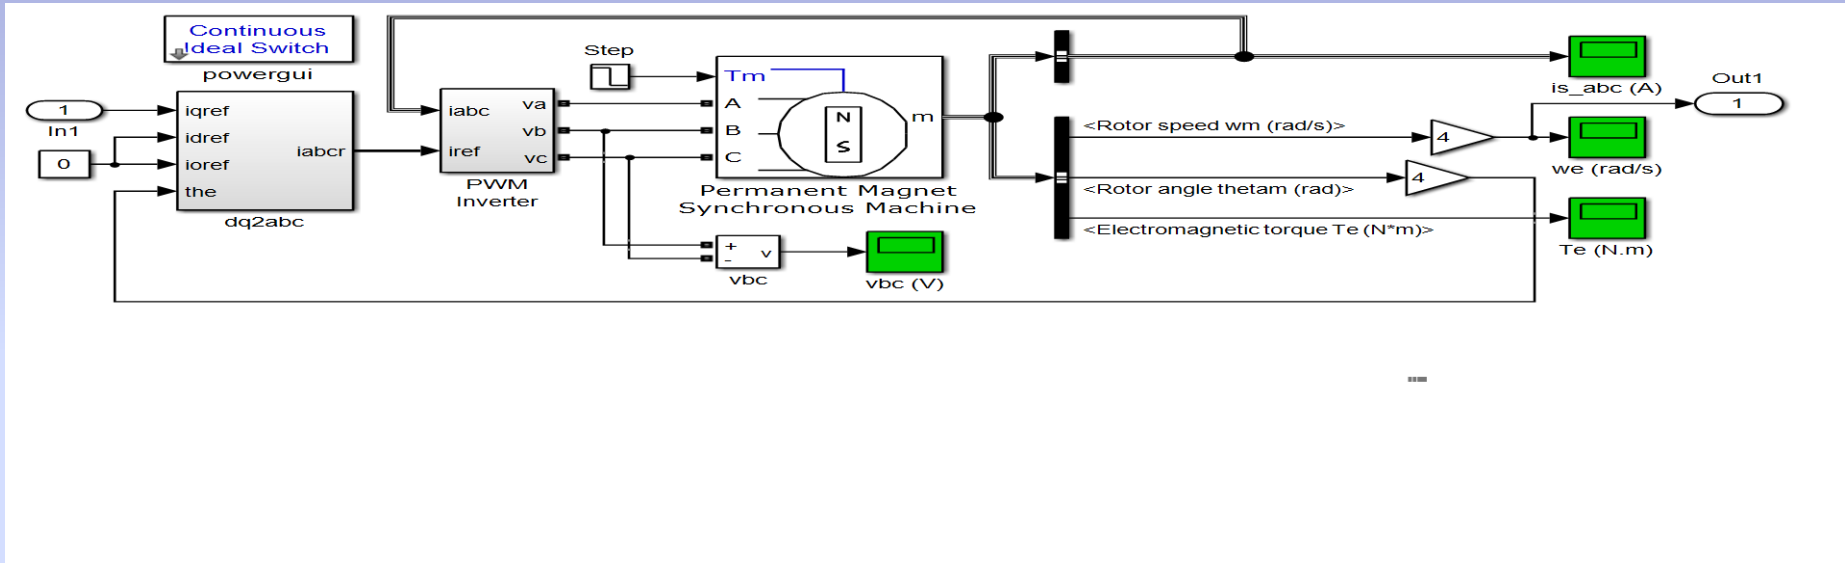 Continuous
Ideal Switch
powergui
1
In1
0
iqref
idref
ioref
the
iabcr
dq2abc
iabc
iref
va
vb
vc
PWM
Inverter
Step
Tm
A
B
C
N
S
m
Permanent Magnet
Synchronous Machine
+
-
v
vbc
vbc (V)
<Rotor speed wm (rad/s)>
4
<Rotor angle thetam (rad)>
4
<Electromagnetic torque Te (N*m)>
is_abc (A)
Out1
1
we (rad/s)
Te (N.m)